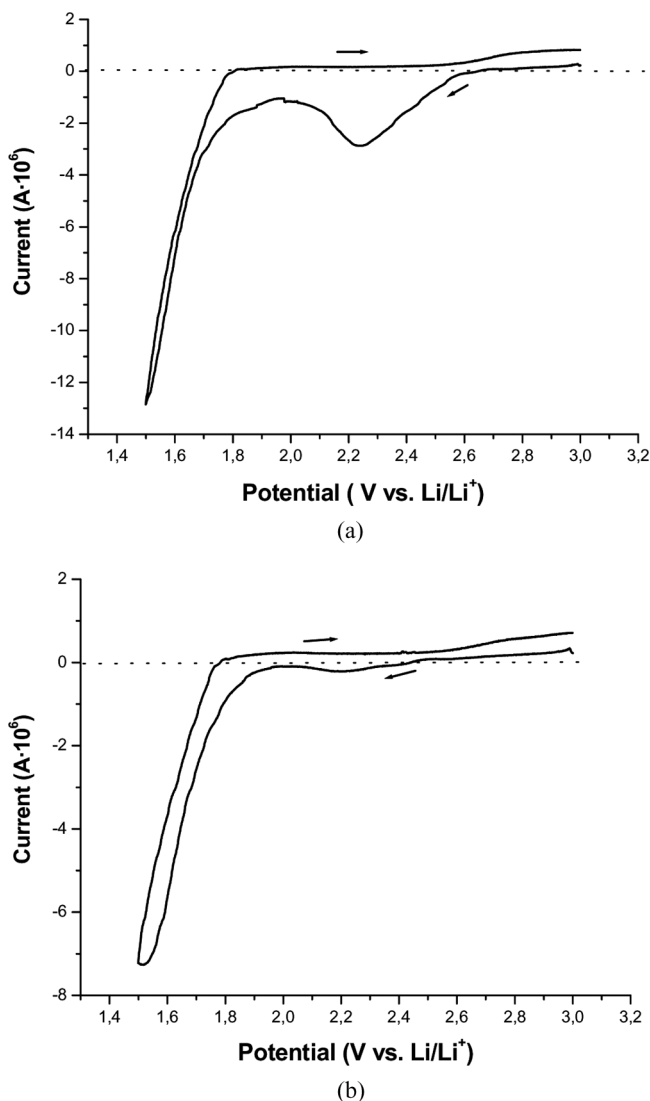 2
0
-2
-4
-6
-8
-10
-12
-14
Current (A·10⁶)
1,4 1,6 1,8 2,0 2,2 2,4 2,6 2,8 3,0 3,2
Potential ( V vs. Li/Li⁺)
(a)
2
0
-2
-4
-6
-8
Current (A·10⁶)
1,4 1,6 1,8 2,0 2,2 2,4 2,6 2,8 3,0 3,2
Potential (V vs. Li/Li⁺)
(b)